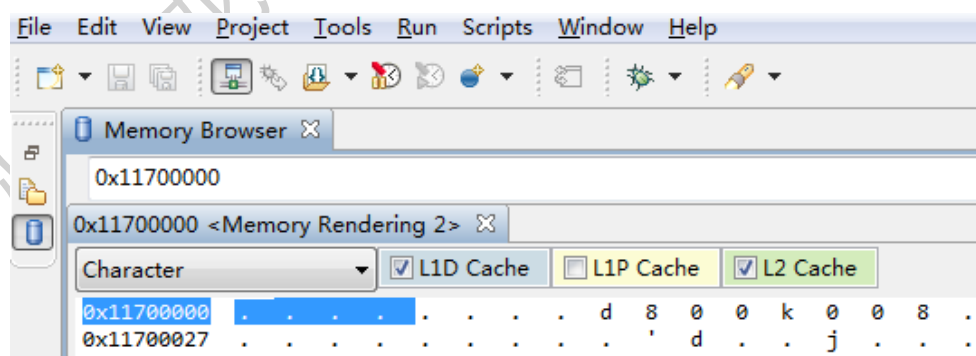 File Edit View Project Tools Run Scripts Window Help
Memory Browser
0x11700000
0x11700000 <Memory Rendering 2>
Character L1D Cache L1P Cache L2 Cache
0x11700000 . . . . . . . . d 8 0 0 k 0 0 8 .
0x11700027 . . . . . . . . . ' d . . j . . .